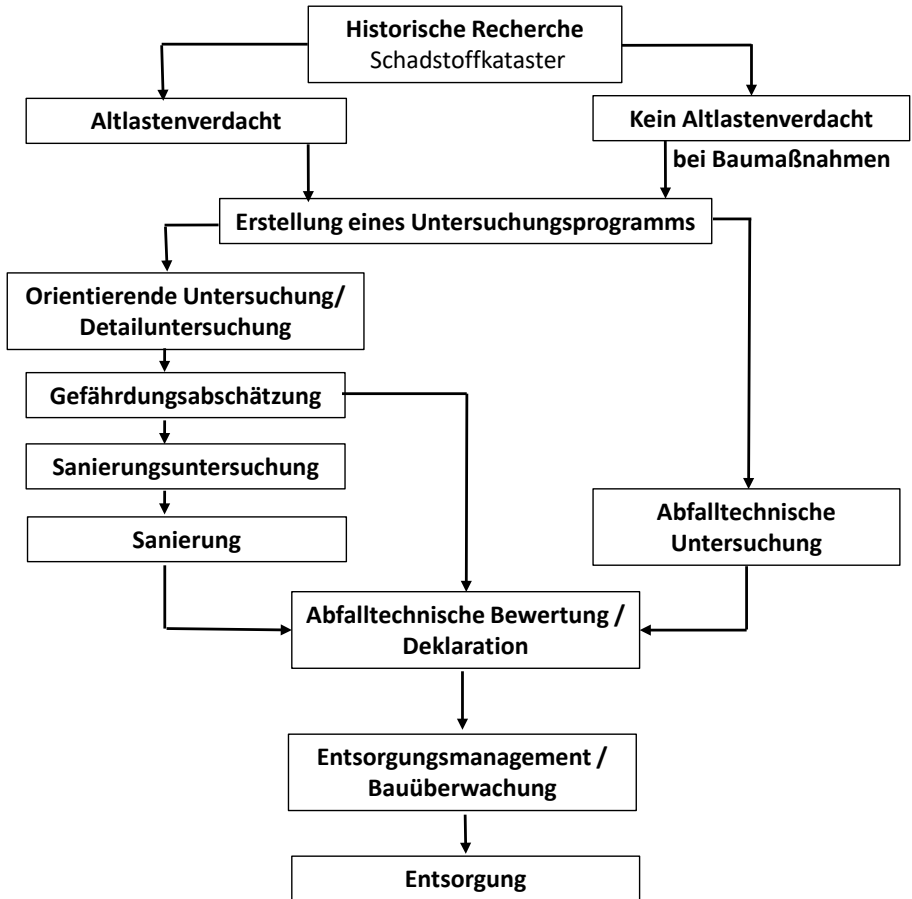 Historische Recherche
Schadstoffkataster
Altlastenverdacht
Kein Altlastenverdacht
bei Baumaßnahmen
Erstellung eines Untersuchungsprogramms
Orientierende Untersuchung/
Detailuntersuchung
Gefährdungsabschätzung
Sanierungsuntersuchung
Sanierung
Abfalltechnische
Untersuchung
Abfalltechnische Bewertung /
Deklaration
Entsorgungsmanagement /
Bauüberwachung
Entsorgung